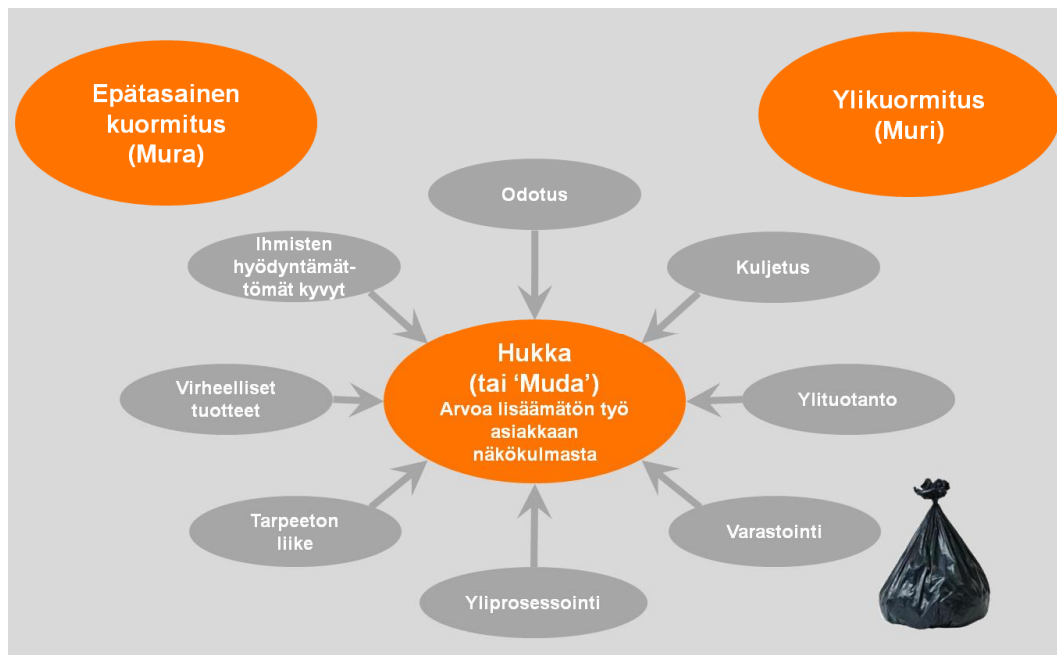 Epätasainen
kuormitus
(Mura)
Ylikuormitus
(Muri)
Odotus
Ihmisten
hyödyntämät-
tömät kyvyt
Kuljetus
Hukka
(tai ‘Muda’)
Arvoa lisäämätön työ
asiakkaan
näkökulmasta
Virheelliset
tuotteet
Ylituotanto
Tarpeeton
liike
Varastointi
Yliprosessointi